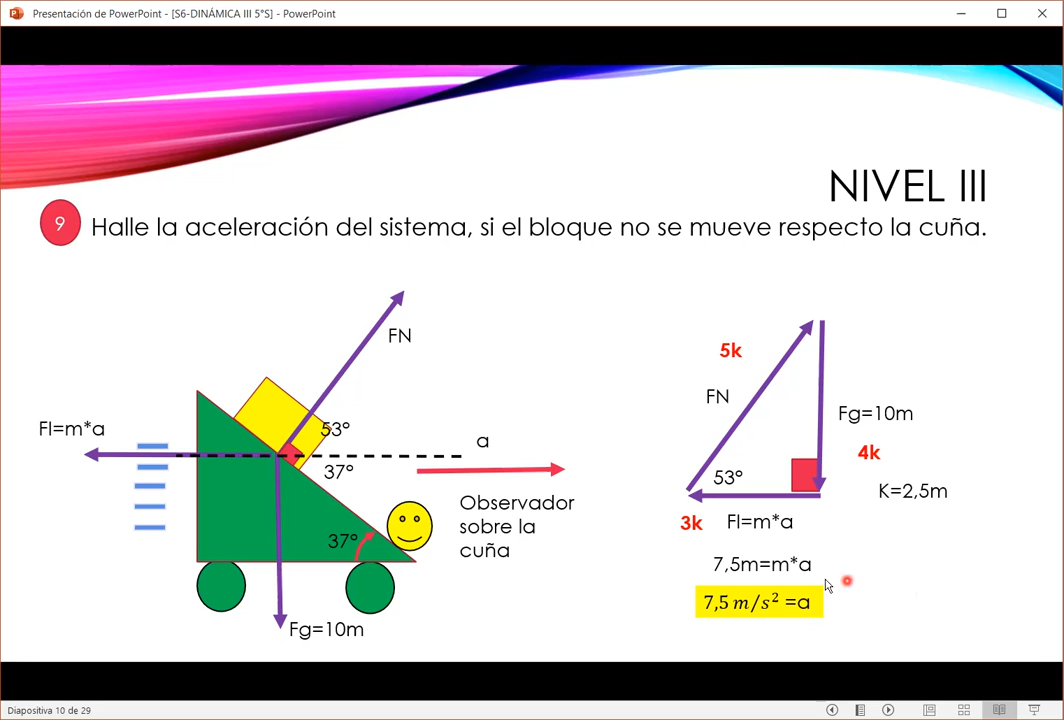 Presentación de PowerPoint - [S6-DINÁMICA III 5°S] - PowerPoint
NIVEL III
9 Halle la aceleración del sistema, si el bloque no se mueve respecto la cuña.
FN
53°
FI=m*a
a
37°
Observador
sobre la
cuña
37°
Fg=10m
5k
FN
Fg=10m
4k
53°
K=2,5m
3k FI=m*a
7,5m=m*a
7,5 m/s² =a
Diapositiva 10 de 29